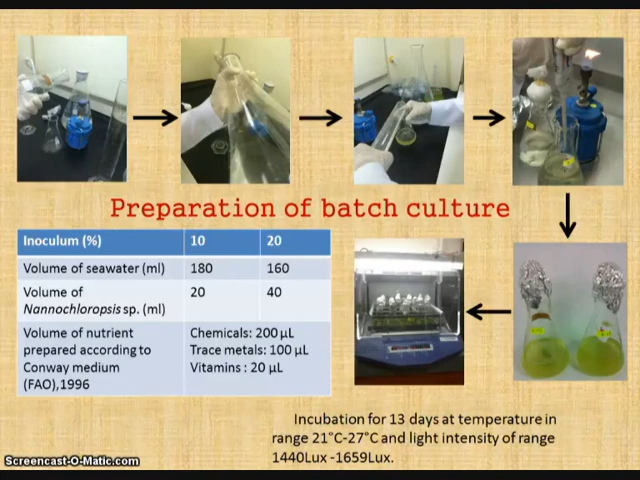 Preparation of batch culture
Inoculum (%) 10 20
Volume of seawater (ml) 180 160
Volume of 20 40
Nannochloropsis sp. (ml)
Volume of nutrient Chemicals: 200 µL
prepared according to Trace metals: 100 µL
Conway medium Vitamins : 20 µL
(FAO),1996
Incubation for 13 days at temperature in
range 21°C-27°C and light intensity of range
1440Lux -1659Lux.
Screencast-O-Matic.com